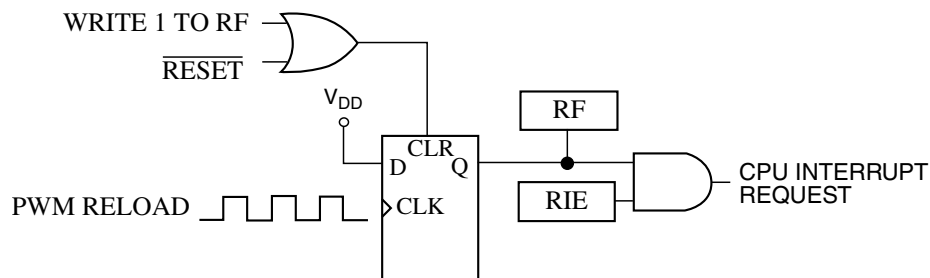 WRITE 1 TO RF
RESET
VDD
RF
CLR
D
Q
CPU INTERRUPT
REQUEST
RIE
PWM RELOAD
CLK